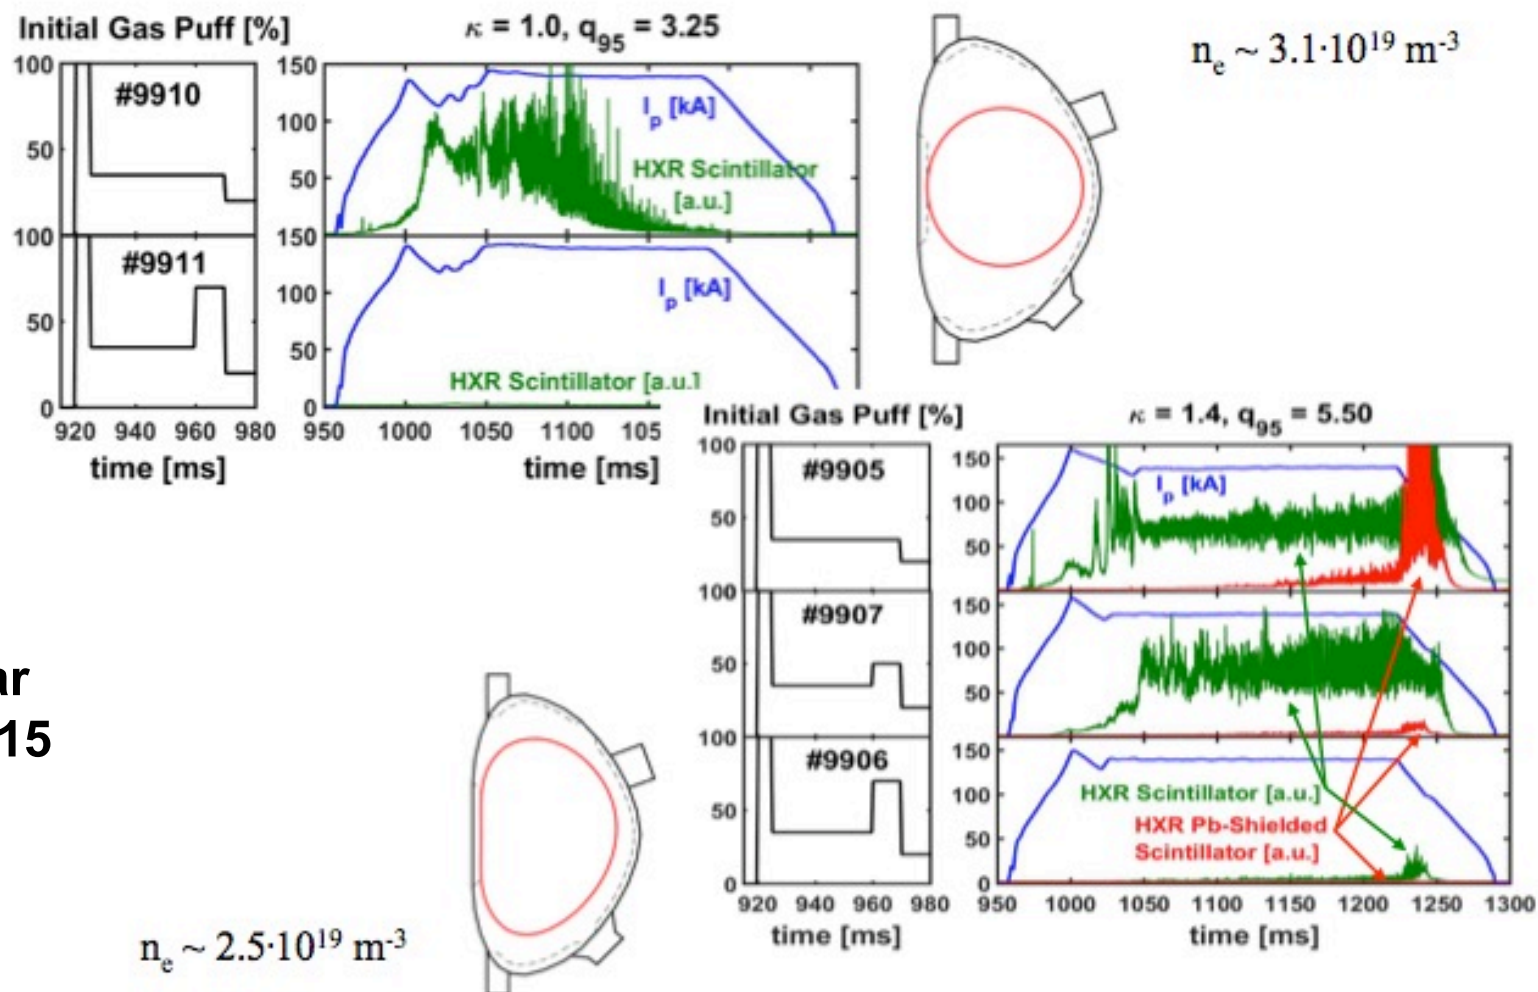 Initial Gas Puff [%]
κ = 1.0, q95 = 3.25
ne ~ 3.1·10^19 m^-3
100
#9910
50
150
100
50
Ip [kA]
HXR Scintillator
[a.u.]
100
#9911
50
0
150
100
50
0
Ip [kA]
HXR Scintillator [a.u.]
920 940 960 980
time [ms]
950 1000 1050 1100
time [ms]
Initial Gas Puff [%]
κ = 1.4, q95 = 5.50
#9905
50
150
100
50
Ip [kA]
100
#9907
50
150
100
50
100
#9906
50
0
150
100
50
0
HXR Scintillator [a.u.]
HXR Pb-Shielded
Scintillator [a.u.]
920 940 960 980
time [ms]
950 1000 1050 1100 1150 1200 1250 1300
time [ms]
ar
15
ne ~ 2.5·10^19 m^-3